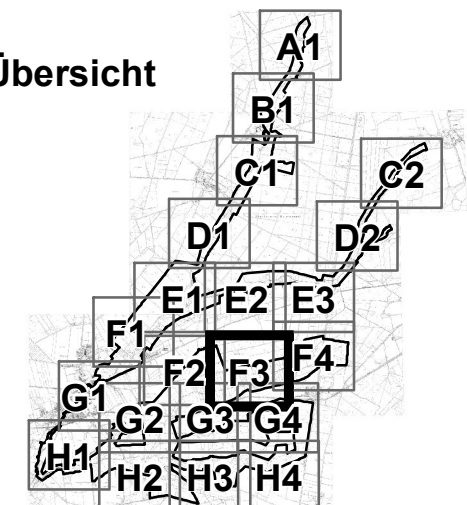 Übersicht
A1
B1
C1 C2
D1 D2
E1 E2 E3
F1 F2 F3 F4
G1 G2 G3 G4
H1 H2 H3 H4